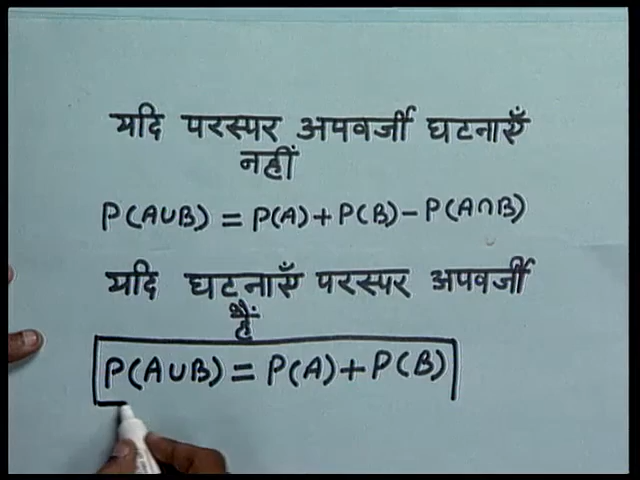 यदि परस्पर अपवर्जी घटनाएँ
नहीं
P(A∪B) = P(A) + P(B) − P(A∩B)
यदि घटनाएँ परस्पर अपवर्जी
हैं
P(A∪B) = P(A) + P(B)